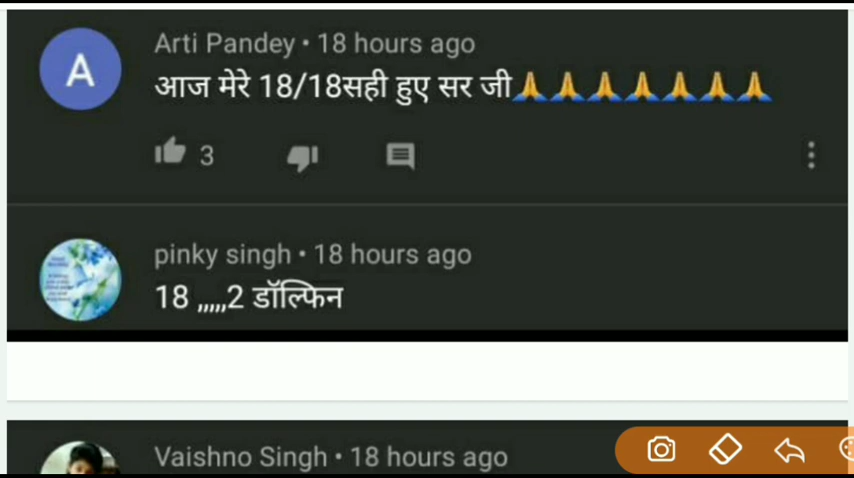 A
Arti Pandey • 18 hours ago
आज मेरे 18/18सही हुए सर जी🙏🙏🙏🙏🙏🙏🙏
3
pinky singh • 18 hours ago
18 ,,,,,2 डॉल्फिन
Vaishno Singh • 18 hours ago